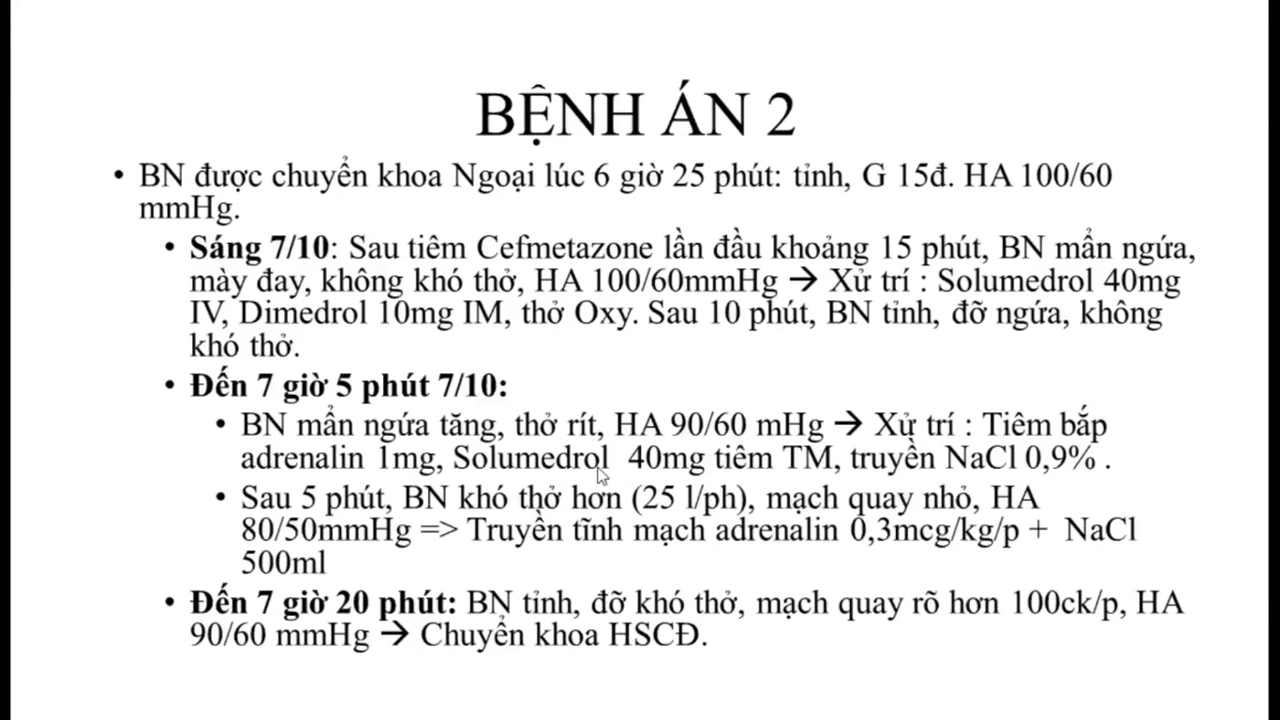 BỆNH ÁN 2
• BN được chuyển khoa Ngoại lúc 6 giờ 25 phút: tỉnh, G 15đ. HA 100/60
mmHg.
• Sáng 7/10: Sau tiêm Cefmetazone lần đầu khoảng 15 phút, BN mẩn ngứa,
mày đay, không khó thở, HA 100/60mmHg → Xử trí : Solumedrol 40mg
IV, Dimedrol 10mg IM, thở Oxy. Sau 10 phút, BN tỉnh, đỡ ngứa, không
khó thở.
• Đến 7 giờ 5 phút 7/10:
• BN mẩn ngứa tăng, thở rít, HA 90/60 mHg → Xử trí : Tiêm bắp
adrenalin 1mg, Solumedrol 40mg tiêm TM, truyền NaCl 0,9% .
• Sau 5 phút, BN khó thở hơn (25 l/ph), mạch quay nhỏ, HA
80/50mmHg => Truyền tĩnh mạch adrenalin 0,3mcg/kg/p + NaCl
500ml
• Đến 7 giờ 20 phút: BN tỉnh, đỡ khó thở, mạch quay rõ hơn 100ck/p, HA
90/60 mmHg → Chuyển khoa HSCĐ.